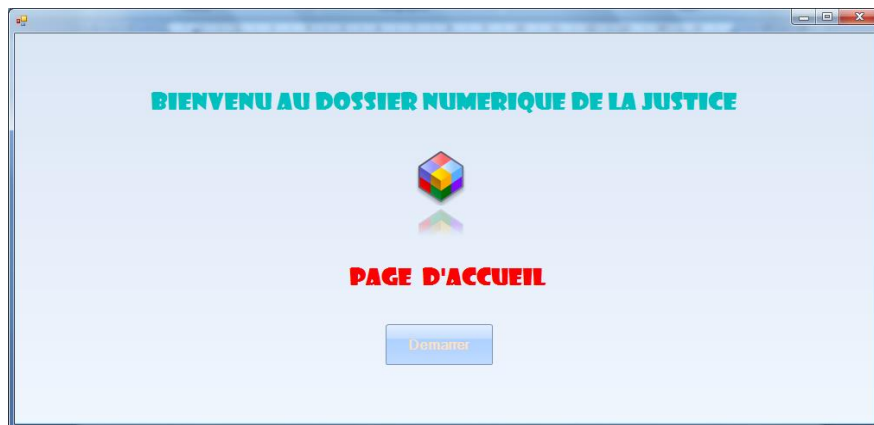 BIENVENU AU DOSSIER NUMERIQUE DE LA JUSTICE
PAGE D'ACCUEIL
Demarrer